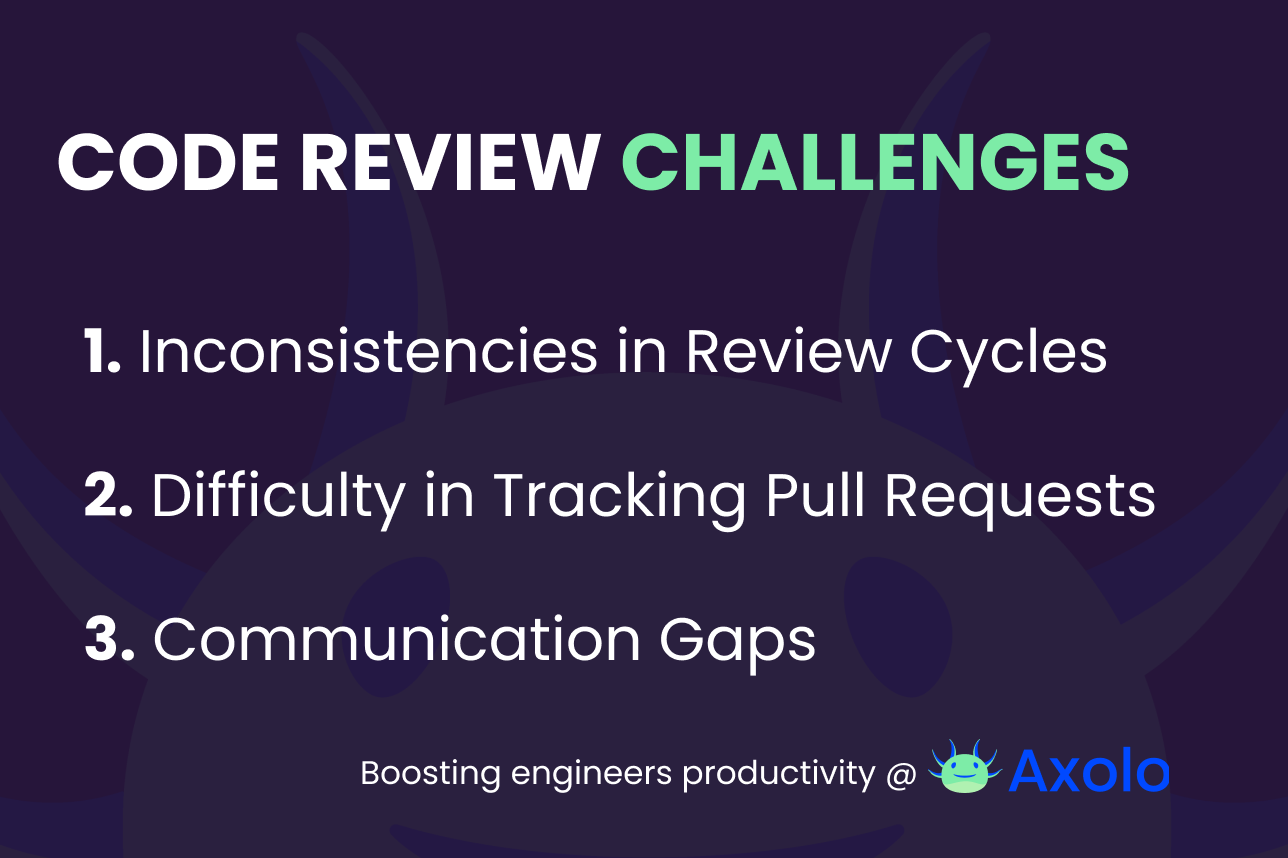 CODE REVIEW CHALLENGES
1. Inconsistencies in Review Cycles
2. Difficulty in Tracking Pull Requests
3. Communication Gaps
Boosting engineers productivity @ Axolo